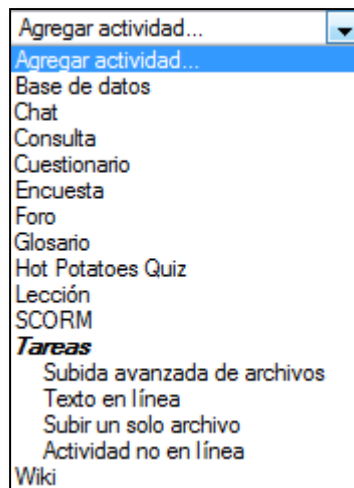 Agregar actividad...
Agregar actividad...
Base de datos
Chat
Consulta
Cuestionario
Encuesta
Foro
Glosario
Hot Potatoes Quiz
Lección
SCORM
Tareas
Subida avanzada de archivos
Texto en línea
Subir un solo archivo
Actividad no en línea
Wiki